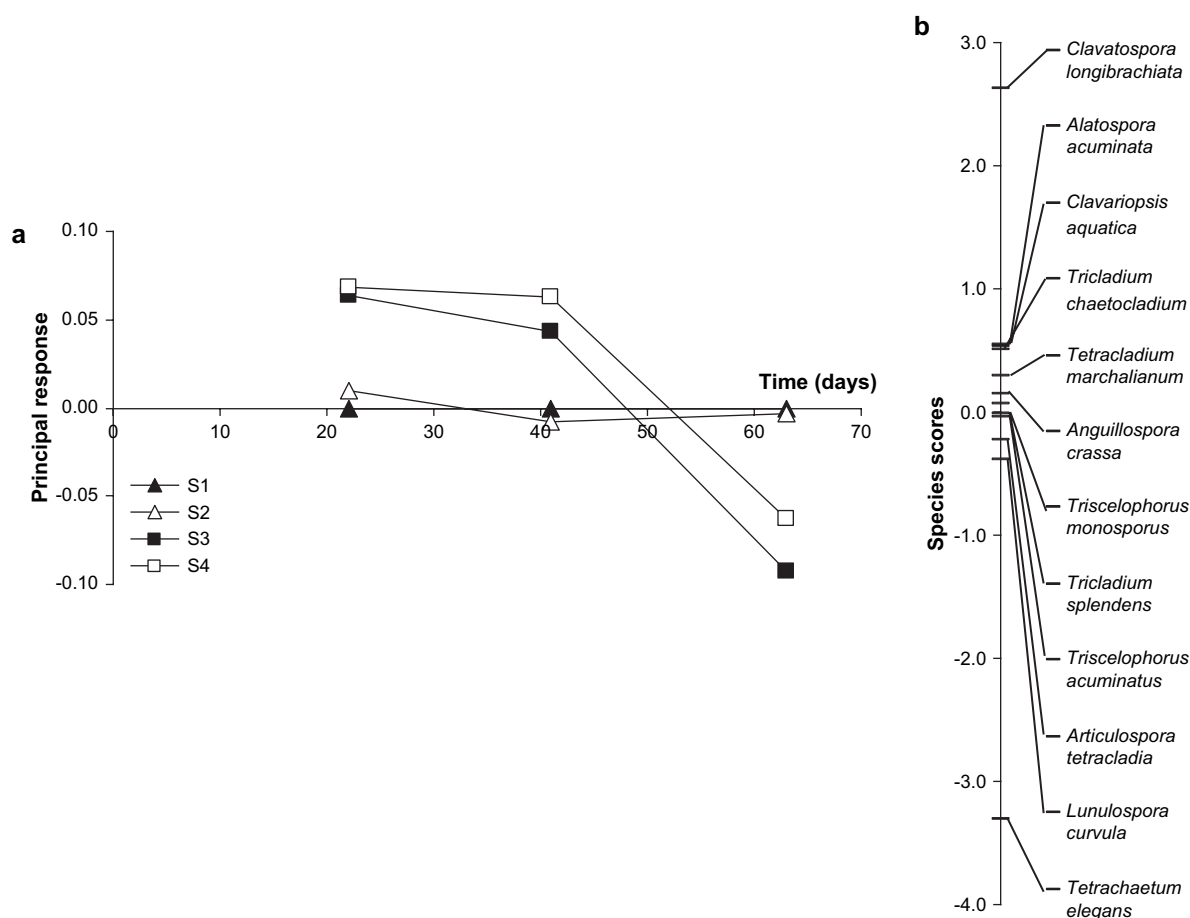 a
0.10
0.05
0.00
-0.05
-0.10
Principal response
0
10
20
30
40
50
60
70
Time (days)
S1
S2
S3
S4
b
3.0
2.0
1.0
0.0
-1.0
-2.0
-3.0
-4.0
Species scores
Clavatospora
longibrachiata
Alatospora
acuminata
Clavariopsis
aquatica
Tricladium
chaetocladium
Tetracladium
marchalianum
Anguillospora
crassa
Triscelophorus
monosporus
Tricladium
splendens
Triscelophorus
acuminatus
Articulospora
tetracladia
Lunulospora
curvula
Tetrachaetum
elegans